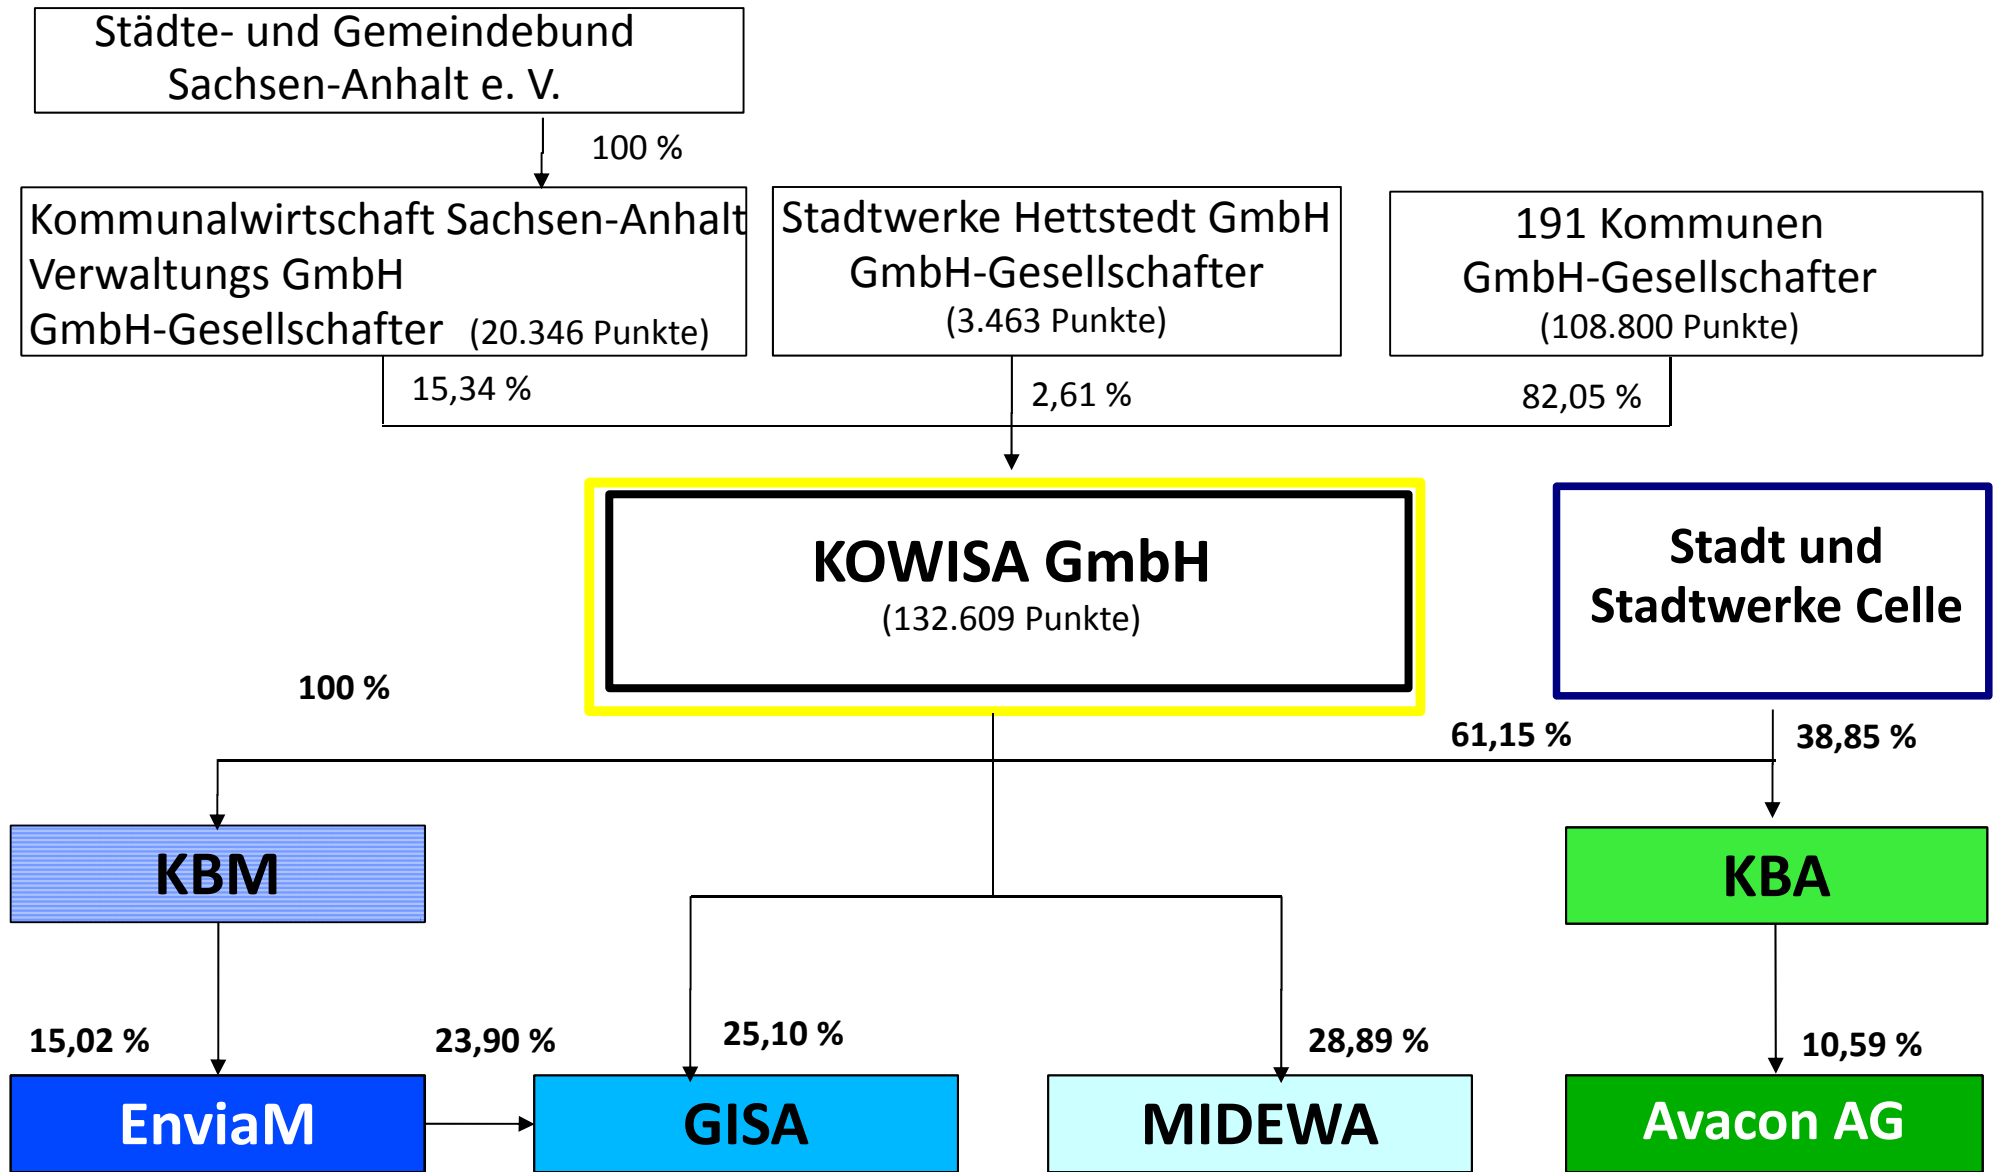 Städte- und Gemeindebund
Sachsen-Anhalt e. V.
100 %
Kommunalwirtschaft Sachsen-Anhalt
Verwaltungs GmbH
GmbH-Gesellschafter (20.346 Punkte)
Stadtwerke Hettstedt GmbH
GmbH-Gesellschafter
(3.463 Punkte)
191 Kommunen
GmbH-Gesellschafter
(108.800 Punkte)
15,34 %
2,61 %
82,05 %
KOWISA GmbH
(132.609 Punkte)
Stadt und
Stadtwerke Celle
100 %
61,15 %
38,85 %
KBM
KBA
15,02 %
23,90 %
25,10 %
28,89 %
10,59 %
EnviaM
GISA
MIDEWA
Avacon AG